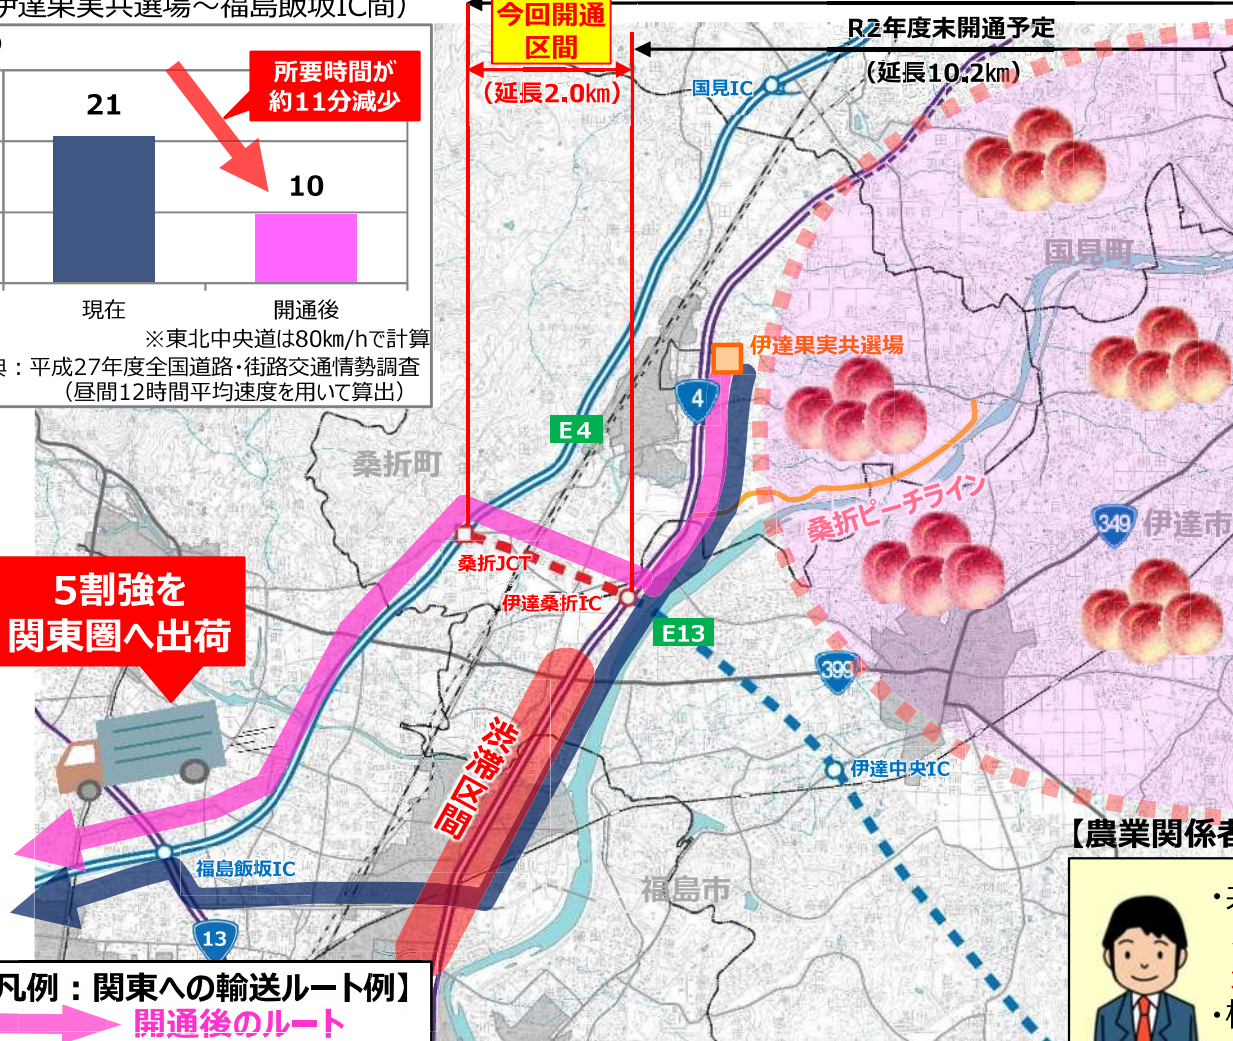 伊達果実共選場～福島飯坂IC間）
今回開通
区間
（延長2.0㎞）
R2年度末開通予定
（延長10.2㎞）
所要時間が
約11分減少
21
10
現在
開通後
※東北中央道は80㎞/hで計算
：平成27年度全国道路・街路交通情勢調査
（昼間12時間平均速度を用いて算出）
国見IC
国見町
伊達果実共選場
4
E4
桑折町
桑折ピーチライン
349
伊達市
桑折JCT
伊達桑折IC
E13
399
5割強を
関東圏へ出荷
渋滞区間
伊達中央IC
福島飯坂IC
福島市
13
凡例：関東への輸送ルート例】
開通後のルート
【農業関係者